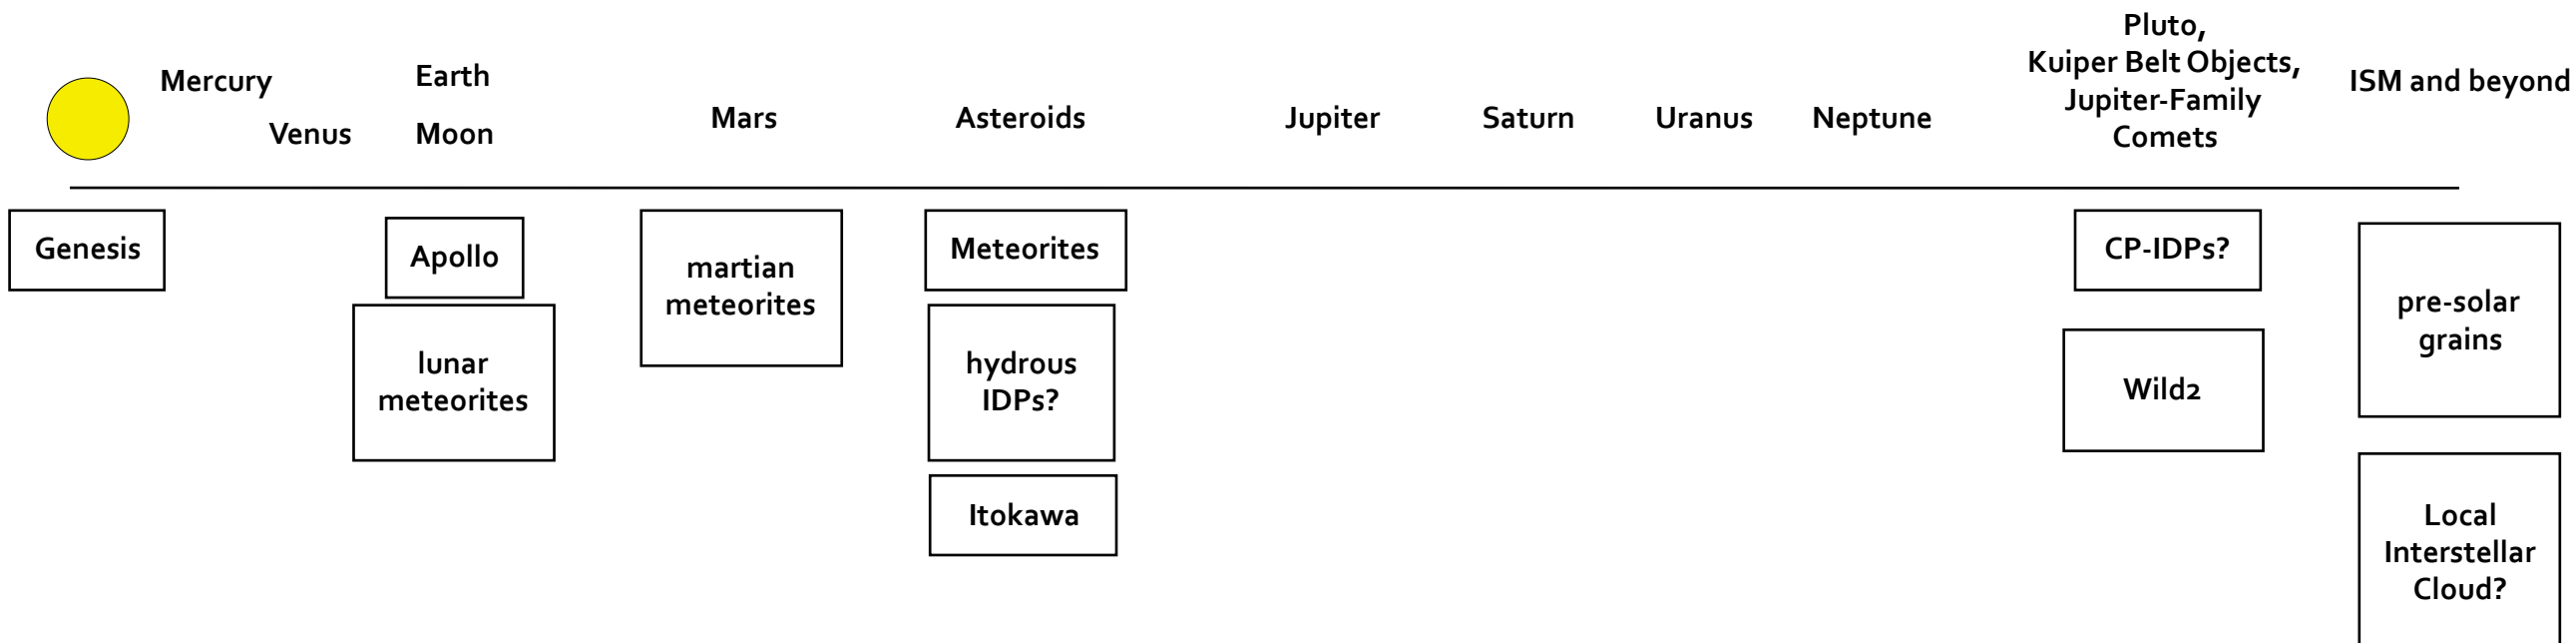 Mercury
Venus
Earth
Moon
Mars
Asteroids
Jupiter
Saturn
Uranus
Neptune
Pluto,
Kuiper Belt Objects,
Jupiter-Family
Comets
ISM and beyond
Genesis
Apollo
lunar
meteorites
martian
meteorites
Meteorites
hydrous
IDPs?
Itokawa
CP-IDPs?
Wild2
pre-solar
grains
Local
Interstellar
Cloud?